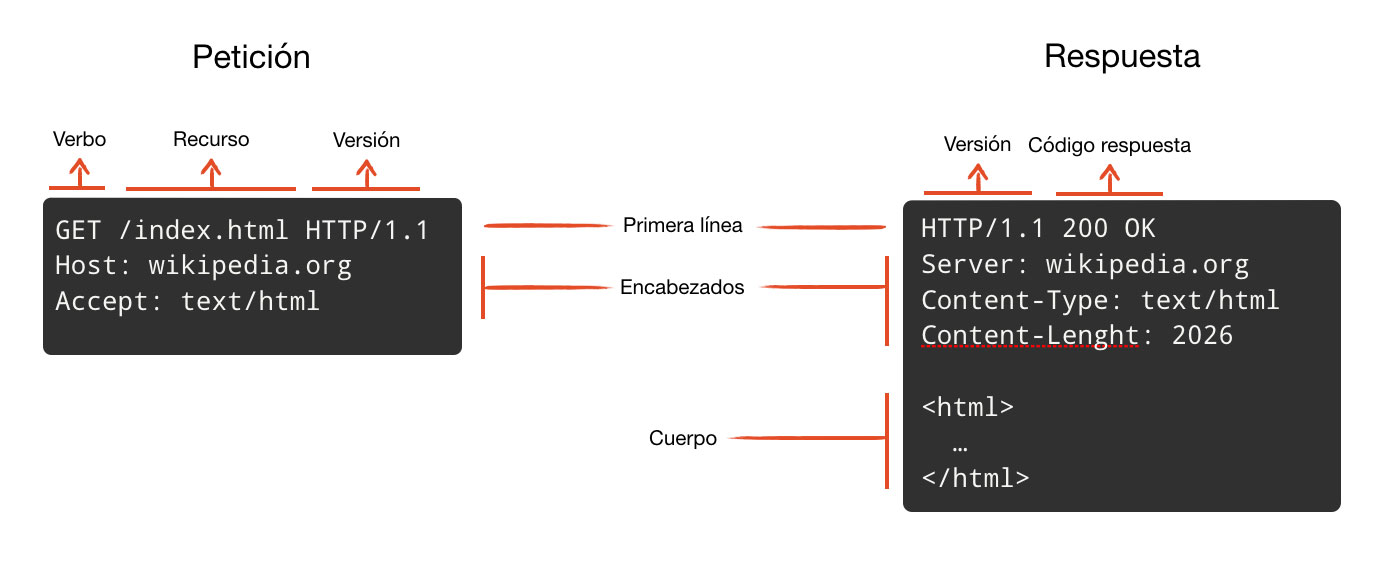 Petición
Respuesta
Verbo
Recurso
Versión
Versión
Código respuesta
GET /index.html HTTP/1.1
Host: wikipedia.org
Accept: text/html
Primera línea
Encabezados
Cuerpo
HTTP/1.1 200 OK
Server: wikipedia.org
Content-Type: text/html
Content-Lenght: 2026
<html>
…
</html>